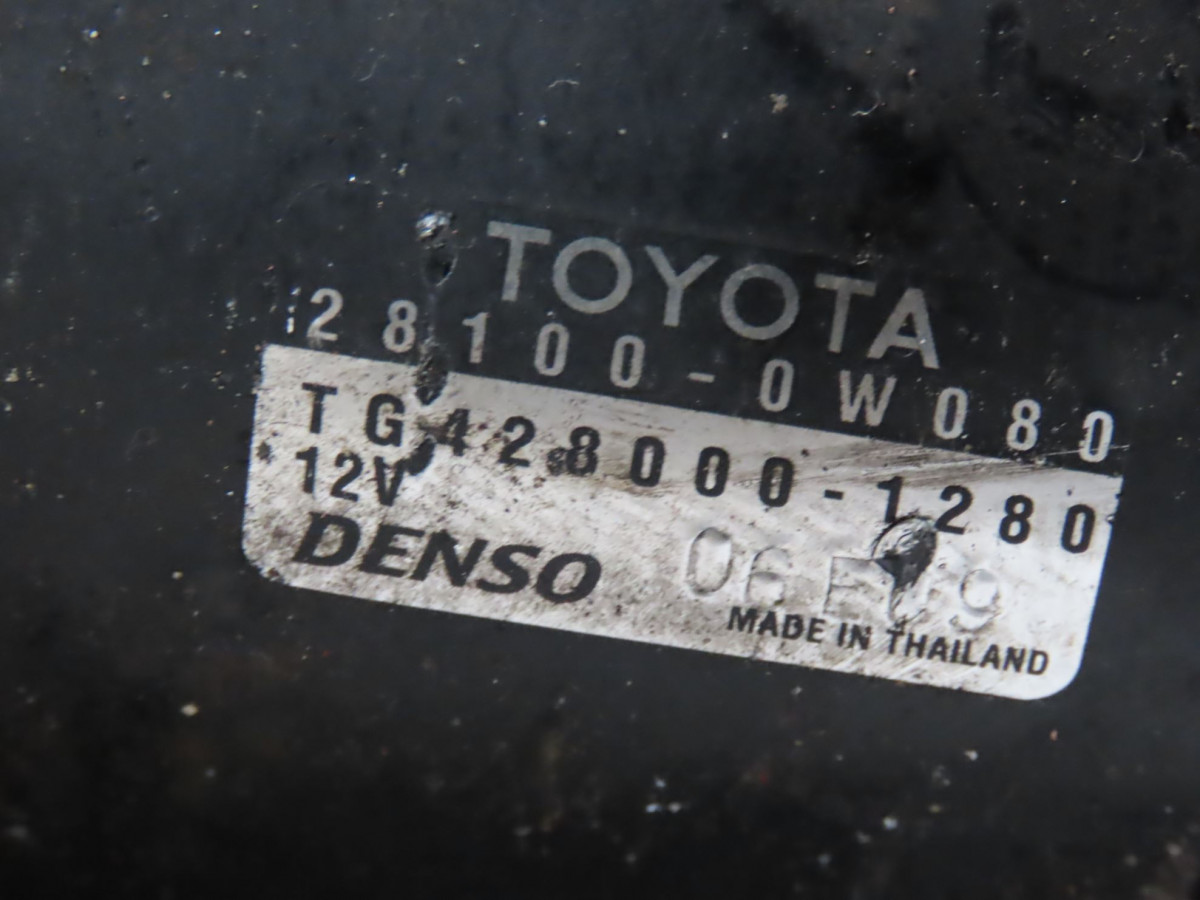 TOYOTA
28100-0W080
TG428000-1280
12V
DENSO
MADE IN THAILAND